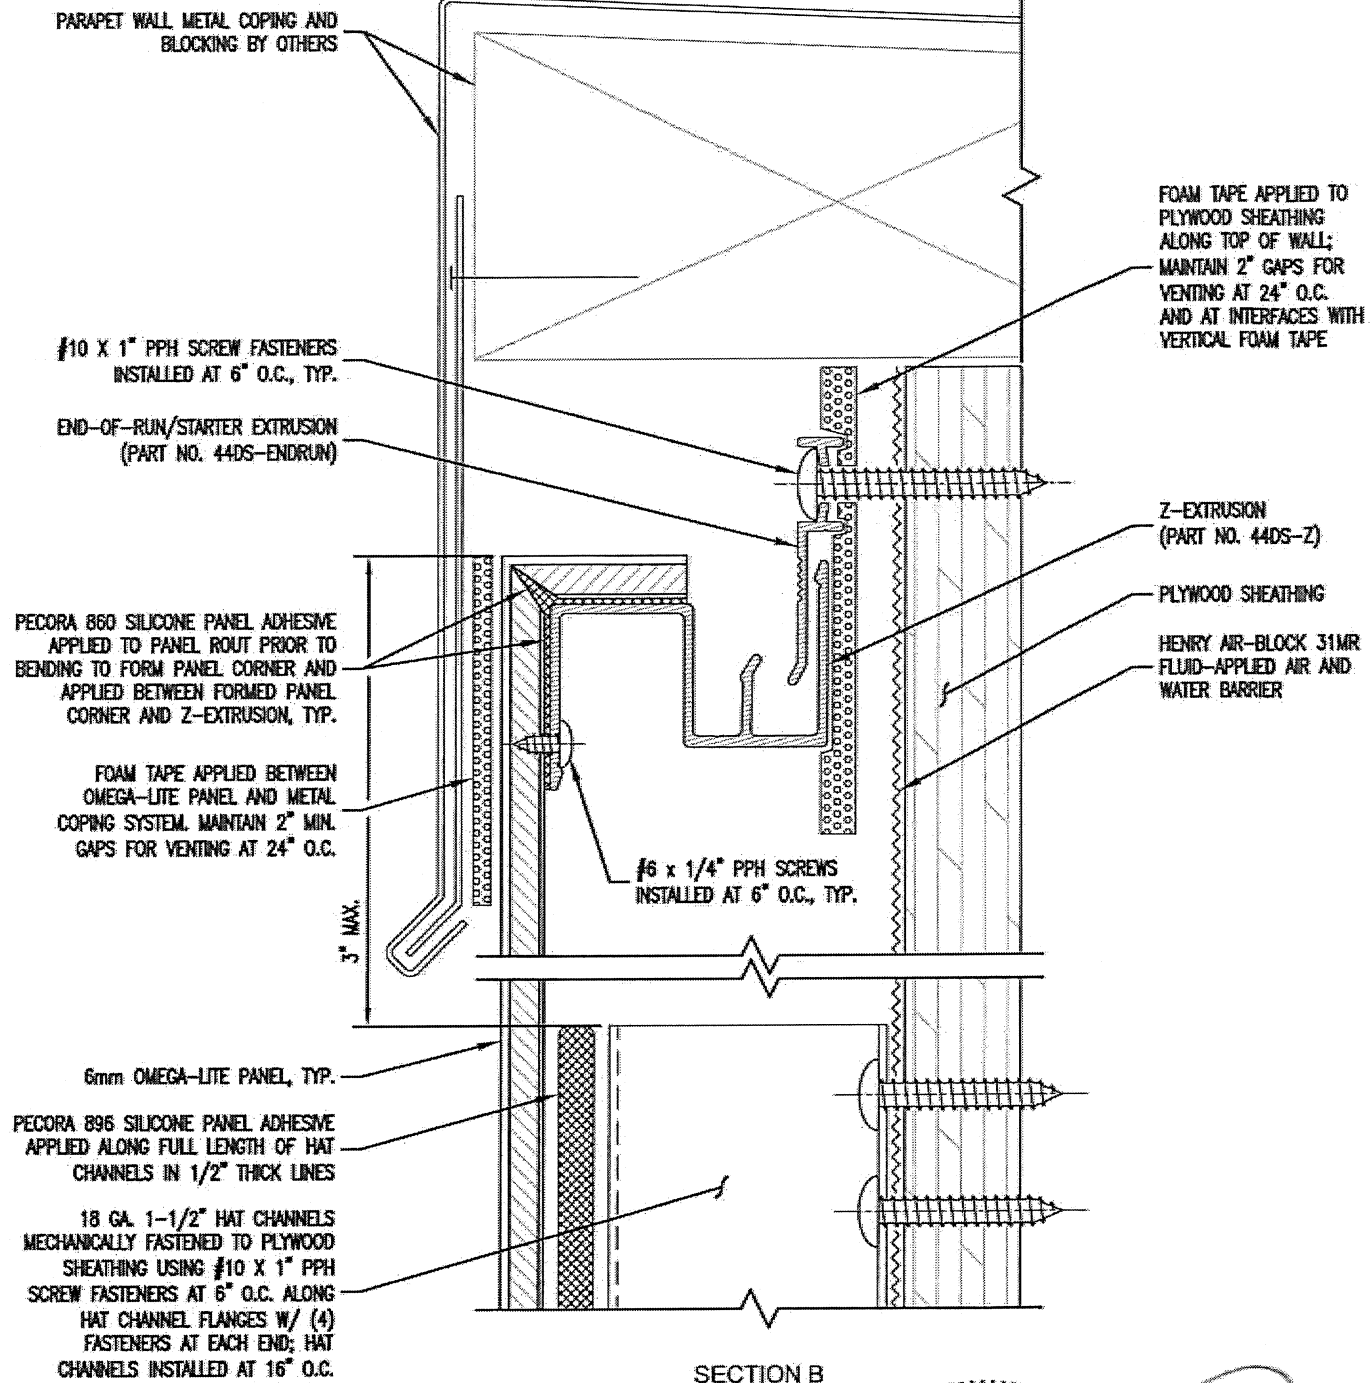 PARAPET WALL METAL COPING AND
BLOCKING BY OTHERS
FOAM TAPE APPLIED TO
PLYWOOD SHEATHING
ALONG TOP OF WALL;
MAINTAIN 2" GAPS FOR
VENTING AT 24" O.C.
AND AT INTERFACES WITH
VERTICAL FOAM TAPE
#10 X 1" PPH SCREW FASTENERS
INSTALLED AT 6" O.C., TYP.
END-OF-RUN/STARTER EXTRUSION
(PART NO. 44DS-ENDRUN)
Z-EXTRUSION
(PART NO. 44DS-Z)
PLYWOOD SHEATHING
HENRY AIR-BLOCK 31MR
FLUID-APPLIED AIR AND
WATER BARRIER
PECORA 860 SILICONE PANEL ADHESIVE
APPLIED TO PANEL ROUT PRIOR TO
BENDING TO FORM PANEL CORNER AND
APPLIED BETWEEN FORMED PANEL
CORNER AND Z-EXTRUSION, TYP.
FOAM TAPE APPLIED BETWEEN
OMEGA-LITE PANEL AND METAL
COPING SYSTEM. MAINTAIN 2" MIN.
GAPS FOR VENTING AT 24" O.C.
#6 x 1/4" PPH SCREWS
INSTALLED AT 6" O.C., TYP.
3" MAX.
6mm OMEGA-LITE PANEL, TYP.
PECORA 896 SILICONE PANEL ADHESIVE
APPLIED ALONG FULL LENGTH OF HAT
CHANNELS IN 1/2" THICK LINES
18 GA. 1-1/2" HAT CHANNELS
MECHANICALLY FASTENED TO PLYWOOD
SHEATHING USING #10 X 1" PPH
SCREW FASTENERS AT 6" O.C. ALONG
HAT CHANNEL FLANGES W/ (4)
FASTENERS AT EACH END; HAT
CHANNELS INSTALLED AT 16" O.C.
SECTION B